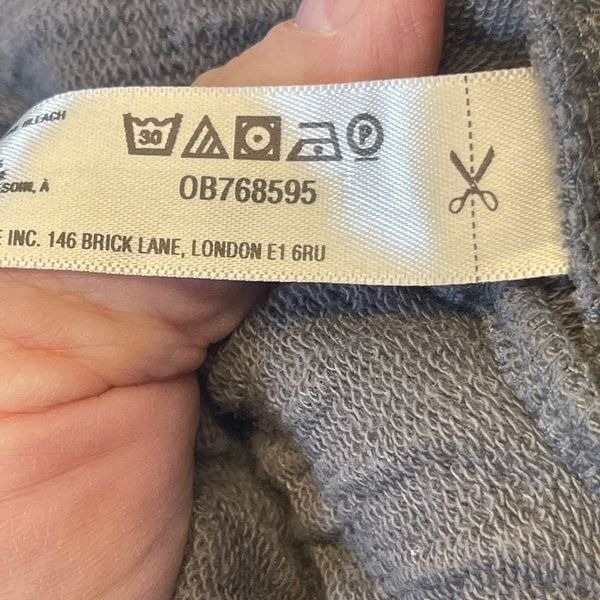 BLEACH
30
P
À
OB768595
INC. 146 BRICK LANE, LONDON E1 6RU